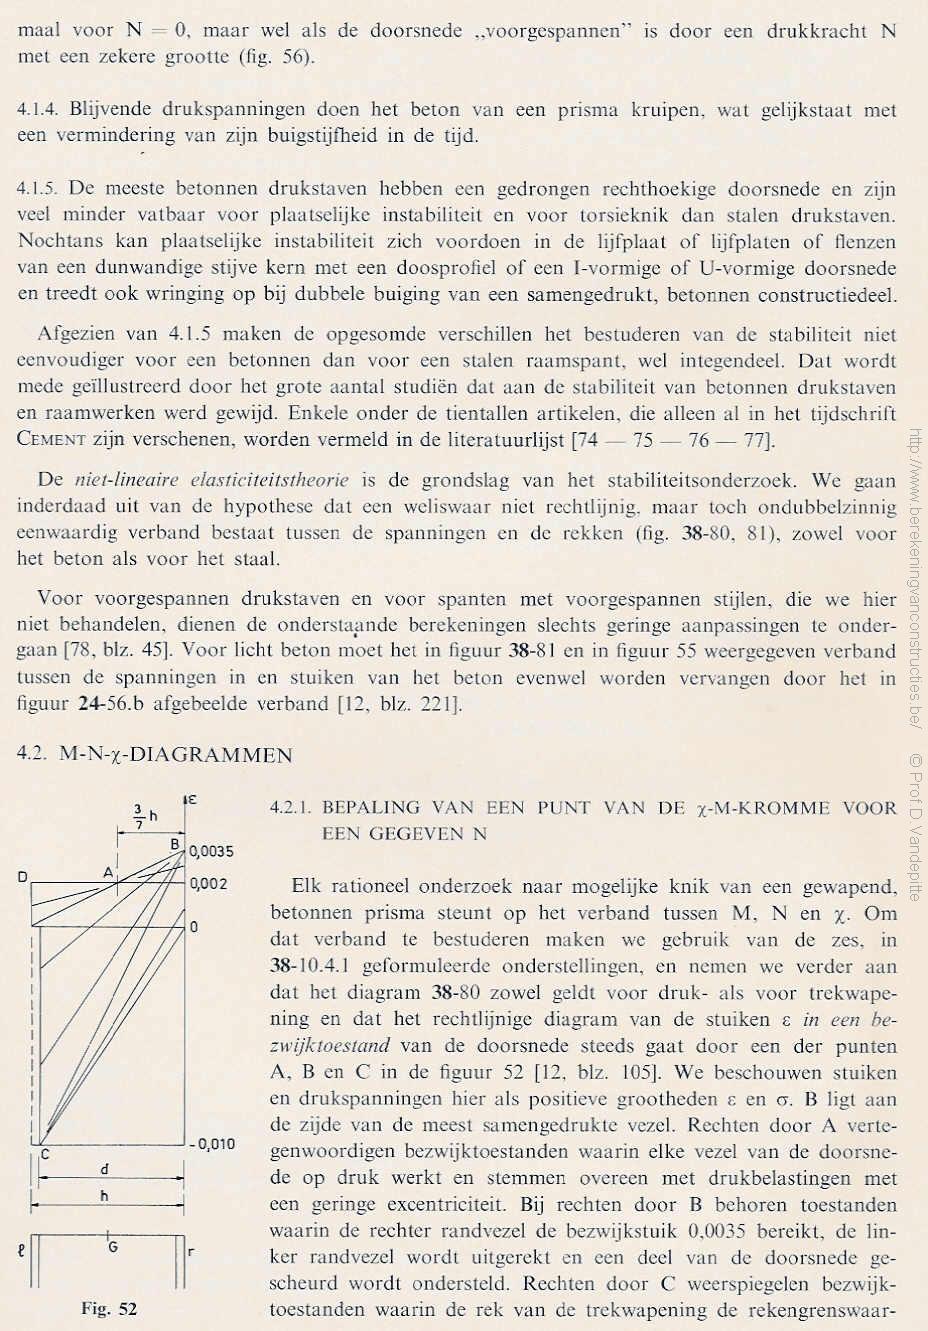 maal voor N = 0, maar wel als de doorsnede „voorgespannen” is door een drukkracht N
met een zekere grootte (fig. 56).
4.1.4. Blijvende drukspanningen doen het beton van een prisma kruipen, wat gelijkstaat met
een vermindering van zijn buigstijfheid in de tijd.
4.1.5. De meeste betonnen drukstaven hebben een gedrongen rechthoekige doorsnede en zijn
veel minder vatbaar voor plaatselijke instabiliteit en voor torsieknik dan stalen drukstaven.
Nochtans kan plaatselijke instabiliteit zich voordoen in de lijfplaat of lijfplaten of flenzen
van een dunwandige stijve kern met een doosprofiel of een I-vormige of U-vormige doorsnede
en treedt ook wringing op bij dubbele buiging van een samengedrukt, betonnen constructiedeel.
Afgezien van 4.1.5 maken de opgesomde verschillen het bestuderen van de stabiliteit niet
eenvoudiger voor een betonnen dan voor een stalen raamspant, wel integendeel. Dat wordt
mede geïllustreerd door het grote aantal studiën dat aan de stabiliteit van betonnen drukstaven
en raamwerken werd gewijd. Enkele onder de tientallen artikelen, die alleen al in het tijdschrift
CEMENT zijn verschenen, worden vermeld in de literatuurlijst [74 — 75 — 76 — 77].
De niet-lineaire elasticiteitstheorie is de grondslag van het stabiliteitsonderzoek. We gaan
inderdaad uit van de hypothese dat een weliswaar niet rechtlijnig, maar toch ondubbelzinnig
eenwaardig verband bestaat tussen de spanningen en de rekken (fig. 38-80, 81), zowel voor
het beton als voor het staal.
Voor voorgespannen drukstaven en voor spanten met voorgespannen stijlen, die we hier
niet behandelen, dienen de onderstaande berekeningen slechts geringe aanpassingen te onder-
gaan [78, blz. 45]. Voor licht beton moet het in figuur 38-81 en in figuur 55 weergegeven verband
tussen de spanningen in en stuiken van het beton evenwel worden vervangen door het in
figuur 24-56.b afgebeelde verband [12, blz. 221].
4.2. M-N-χ-DIAGRAMMEN
4.2.1. BEPALING VAN EEN PUNT VAN DE χ-M-KROMME VOOR
EEN GEGEVEN N
Elk rationeel onderzoek naar mogelijke knik van een gewapend,
betonnen prisma steunt op het verband tussen M, N en χ. Om
dat verband te bestuderen maken we gebruik van de zes, in
38-10.4.1 geformuleerde onderstellingen, en nemen we verder aan
dat het diagram 38-80 zowel geldt voor druk- als voor trekwape-
ning en dat het rechtlijnige diagram van de stuiken ε in een be-
zwijktoestand van de doorsnede steeds gaat door een der punten
A, B en C in de figuur 52 [12, blz. 105]. We beschouwen stuiken
en drukspanningen hier als positieve grootheden ε en σ. B ligt aan
de zijde van de meest samengedrukte vezel. Rechten door A verte-
genwoordigen bezwijktoestanden waarin elke vezel van de doorsne-
de op druk werkt en stemmen overeen met drukbelastingen met
een geringe excentriciteit. Bij rechten door B behoren toestanden
waarin de rechter randvezel de bezwijkstuik 0,0035 bereikt, de lin-
ker randvezel wordt uitgerekt en een deel van de doorsnede ge-
scheurd wordt ondersteld. Rechten door C weerspiegelen bezwijk-
toestanden waarin de rek van de trekwapening de rekengrenswaar-
ε
3/7 h
B
0,0035
D
A
0,002
0
-0,010
C
d
h
ℓ
G
r
Fig. 52
http://www.berekeningvanconstructies.be/ © Prof D. Vandepitte